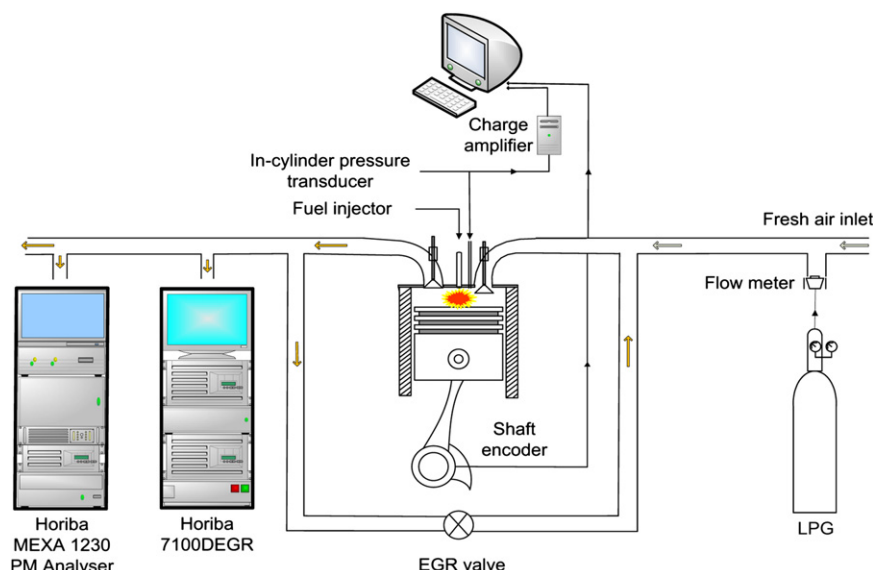 Charge
amplifier
In-cylinder pressure
transducer
Fuel injector
Fresh air inlet
Flow meter
Shaft
encoder
Horiba
MEXA 1230
PM Analyser
Horiba
7100DEGR
EGR valve
LPG